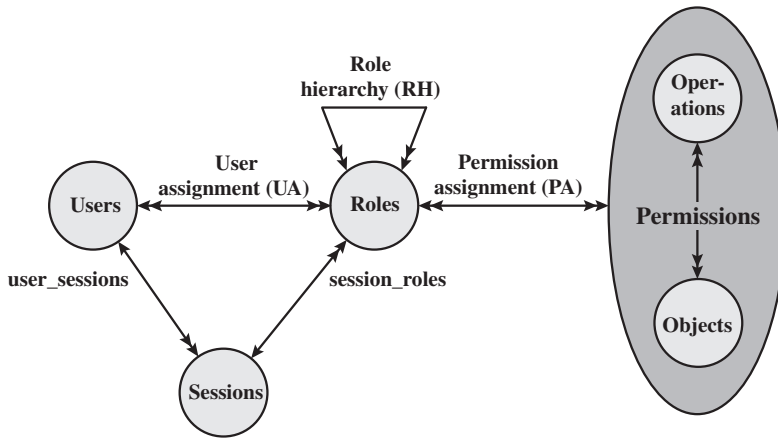 Role
hierarchy (RH)
Oper-
ations
User
assignment (UA)
Permission
assignment (PA)
Users
Roles
Permissions
user_sessions
session_roles
Objects
Sessions